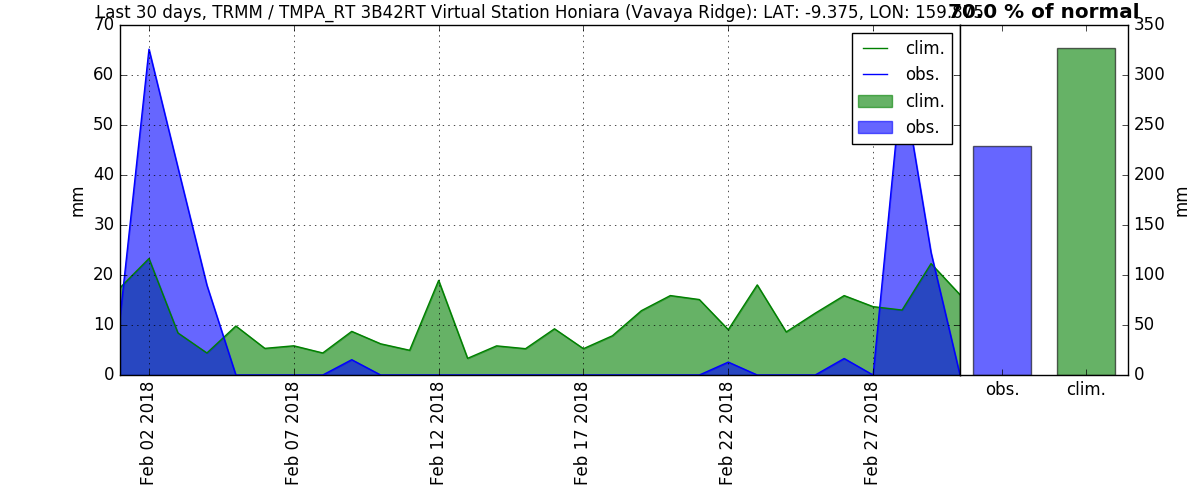 Last 30 days, TRMM / TMPA_RT 3B42RT Virtual Station Honiara (Vavaya Ridge): LAT: -9.375, LON: 159.875
70.0 % of normal
70
60
50
40
30
20
10
0
mm
clim.
obs.
clim.
obs.
Feb 02 2018
Feb 07 2018
Feb 12 2018
Feb 17 2018
Feb 22 2018
Feb 27 2018
350
300
250
200
150
100
50
0
mm
obs.
clim.